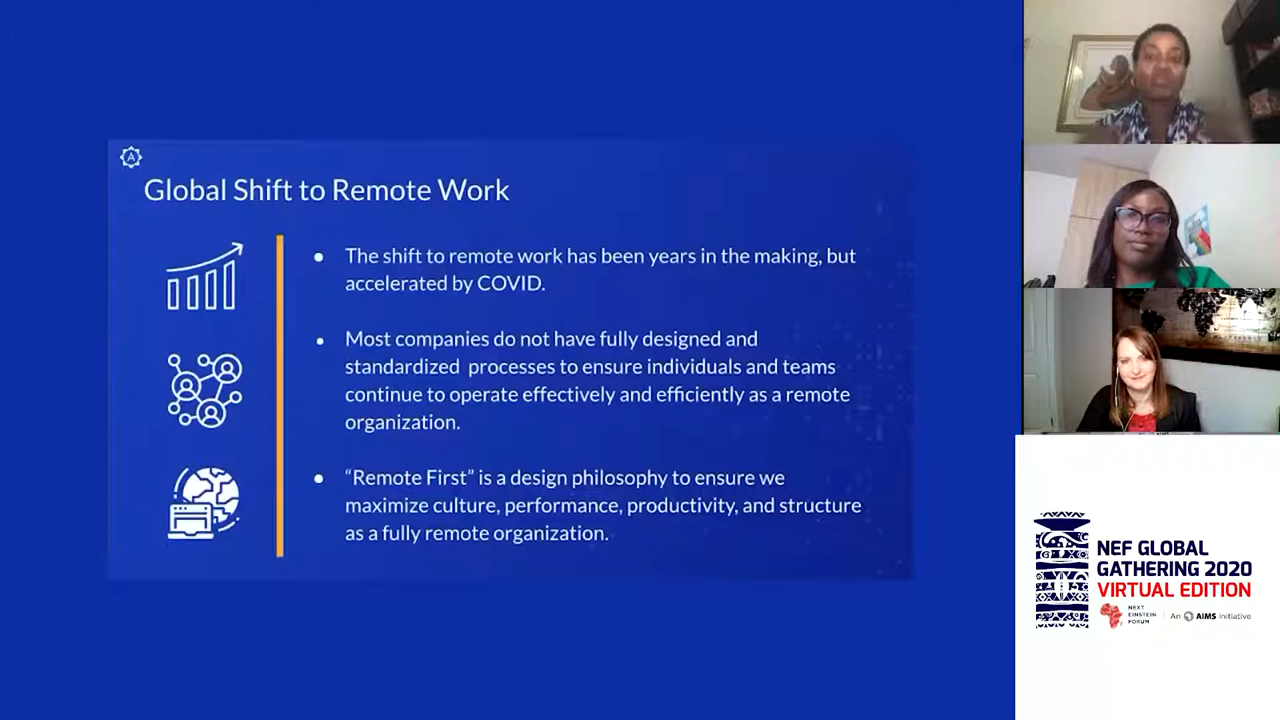 A
Global Shift to Remote Work
● The shift to remote work has been years in the making, but
accelerated by COVID.
● Most companies do not have fully designed and
standardized processes to ensure individuals and teams
continue to operate effectively and efficiently as a remote
organization.
● “Remote First” is a design philosophy to ensure we
maximize culture, performance, productivity, and structure
as a fully remote organization.
NEF GLOBAL
GATHERING 2020
VIRTUAL EDITION
NEXT
EINSTEIN
FORUM
An AIMS initiative